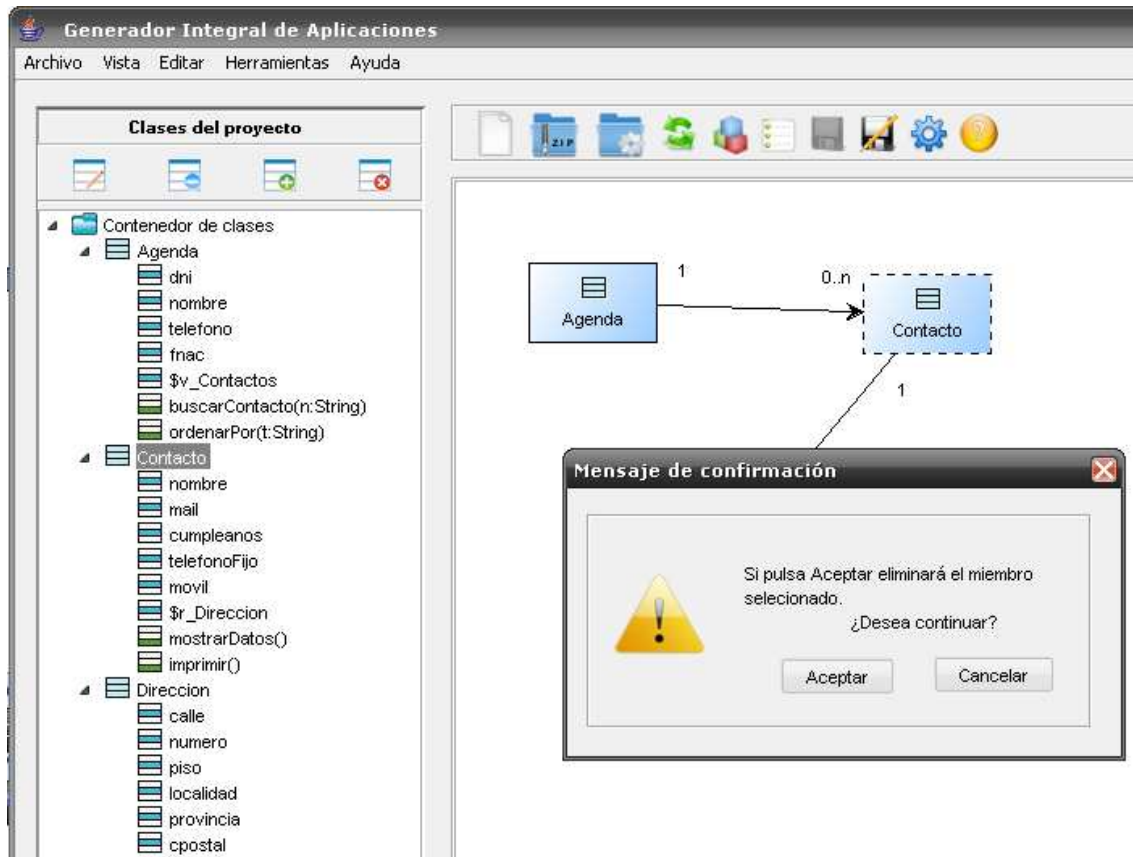 Generador Integral de Aplicaciones
Archivo Vista Editar Herramientas Ayuda
Clases del proyecto
ZIP
Contenedor de clases
Agenda
dni
nombre
telefono
fnac
$v_Contactos
buscarContacto(n:String)
ordenarPor(t:String)
Contacto
nombre
mail
cumpleanos
telefonoFijo
movil
$r_Direccion
mostrarDatos()
imprimir()
Direccion
calle
numero
piso
localidad
provincia
cpostal
1
0..n
Agenda
Contacto
1
Mensaje de confirmación
Si pulsa Aceptar eliminará el miembro
selecionado.
¿Desea continuar?
Aceptar Cancelar